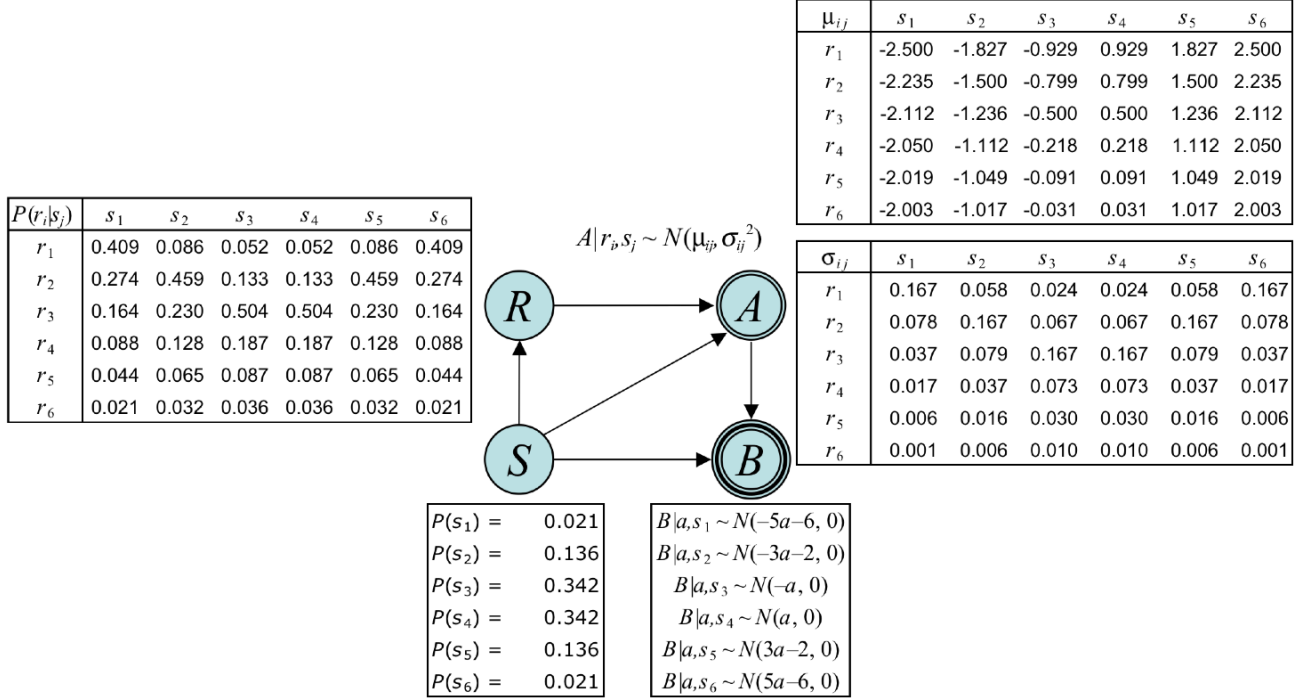 μij s1 s2 s3 s4 s5 s6
r1 -2.500 -1.827 -0.929 0.929 1.827 2.500
r2 -2.235 -1.500 -0.799 0.799 1.500 2.235
r3 -2.112 -1.236 -0.500 0.500 1.236 2.112
r4 -2.050 -1.112 -0.218 0.218 1.112 2.050
r5 -2.019 -1.049 -0.091 0.091 1.049 2.019
r6 -2.003 -1.017 -0.031 0.031 1.017 2.003
P(ri|sj) s1 s2 s3 s4 s5 s6
r1 0.409 0.086 0.052 0.052 0.086 0.409
r2 0.274 0.459 0.133 0.133 0.459 0.274
r3 0.164 0.230 0.504 0.504 0.230 0.164
r4 0.088 0.128 0.187 0.187 0.128 0.088
r5 0.044 0.065 0.087 0.087 0.065 0.044
r6 0.021 0.032 0.036 0.036 0.032 0.021
A|ri,sj ~ N(μij,σij²)
R
A
S
B
σij s1 s2 s3 s4 s5 s6
r1 0.167 0.058 0.024 0.024 0.058 0.167
r2 0.078 0.167 0.067 0.067 0.167 0.078
r3 0.037 0.079 0.167 0.167 0.079 0.037
r4 0.017 0.037 0.073 0.073 0.037 0.017
r5 0.006 0.016 0.030 0.030 0.016 0.006
r6 0.001 0.006 0.010 0.010 0.006 0.001
P(s1) = 0.021
P(s2) = 0.136
P(s3) = 0.342
P(s4) = 0.342
P(s5) = 0.136
P(s6) = 0.021
B|a,s1 ~ N(–5a–6, 0)
B|a,s2 ~ N(–3a–2, 0)
B|a,s3 ~ N(–a, 0)
B|a,s4 ~ N(a, 0)
B|a,s5 ~ N(3a–2, 0)
B|a,s6 ~ N(5a–6, 0)